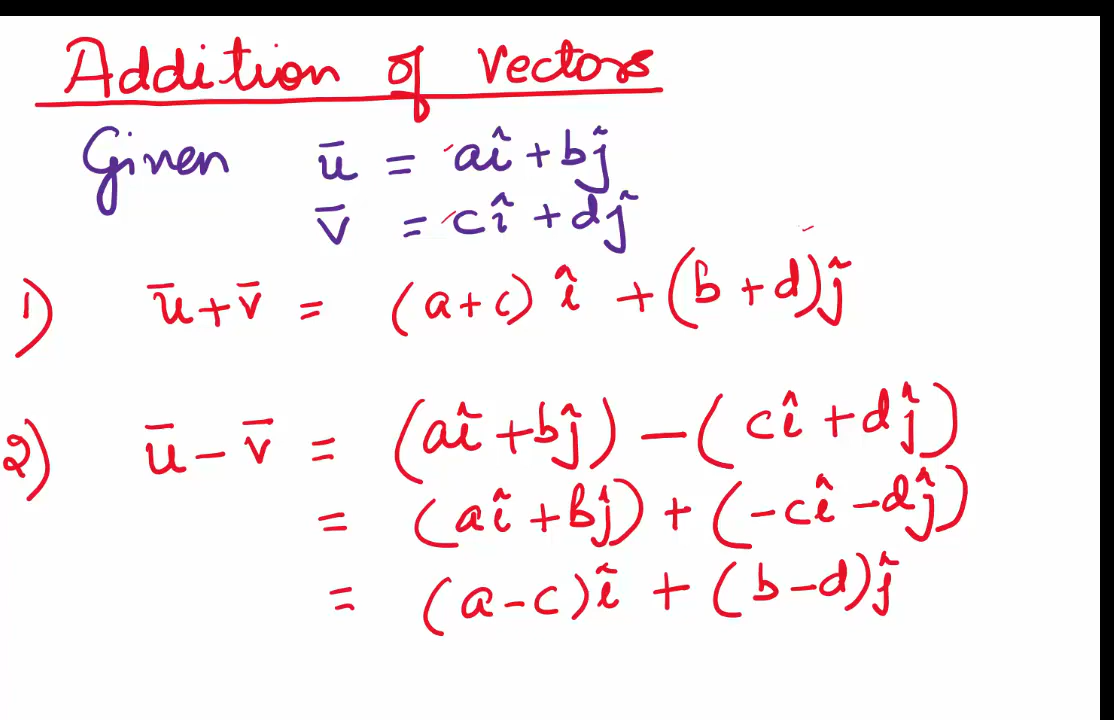 Addition of vectors
Given ū = aî + bĵ
v̄ = cî + dĵ
1) ū + v̄ = (a + c) î + (b + d) ĵ
2) ū − v̄ = (aî + bĵ) − (cî + dĵ)
= (aî + bĵ) + (−cî − dĵ)
= (a − c) î + (b − d) ĵ